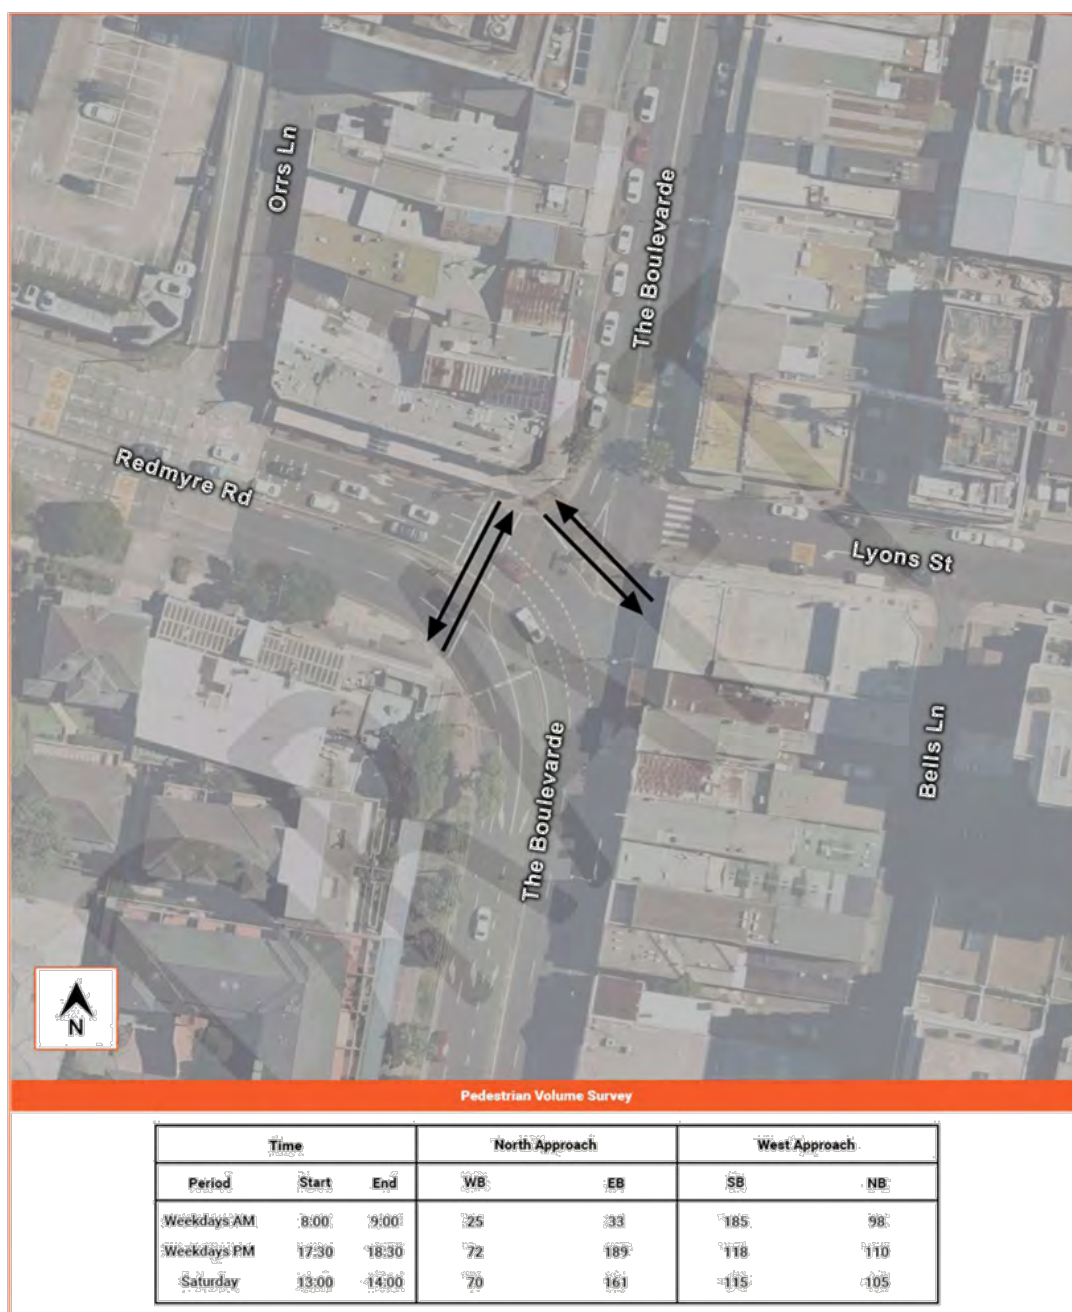 Orrs Ln
The Boulevarde
Redmyre Rd
Lyons St
Bells Ln
The Boulevarde
N
Pedestrian Volume Survey
Time North Approach West Approach
Period Start End WB EB SB NB
Weekdays AM 8:00 9:00 25 33 185 98
Weekdays PM 17:30 18:30 72 189 118 110
Saturday 13:00 14:00 70 161 115 105